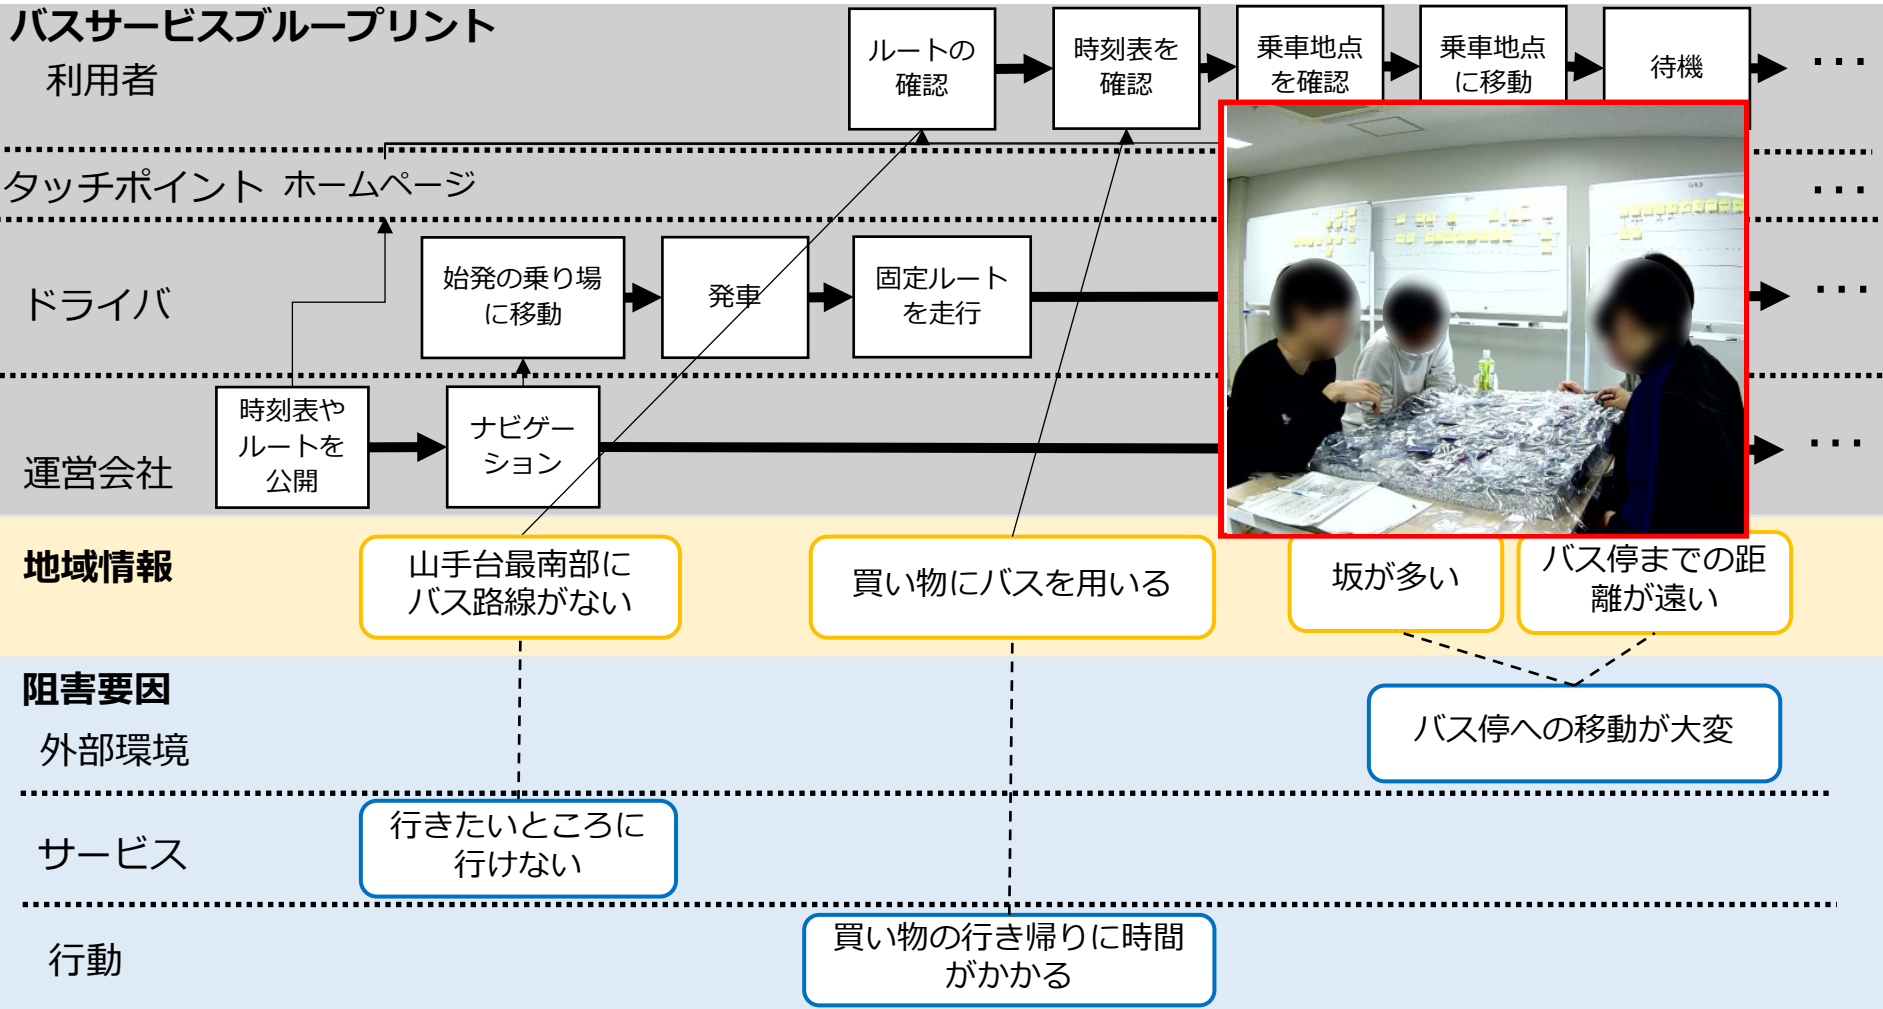 バスサービスブループリント
利用者
ルートの
確認
時刻表を
確認
乗車地点
を確認
乗車地点
に移動
待機
･･･
タッチポイント
ホームページ
･･･
ドライバ
始発の乗り場
に移動
発車
固定ルート
を走行
･･･
運営会社
時刻表や
ルートを
公開
ナビゲー
ション
･･･
地域情報
山手台最南部に
バス路線がない
買い物にバスを用いる
坂が多い
バス停までの距
離が遠い
阻害要因
外部環境
バス停への移動が大変
サービス
行きたいところに
行けない
行動
買い物の行き帰りに時間
がかかる